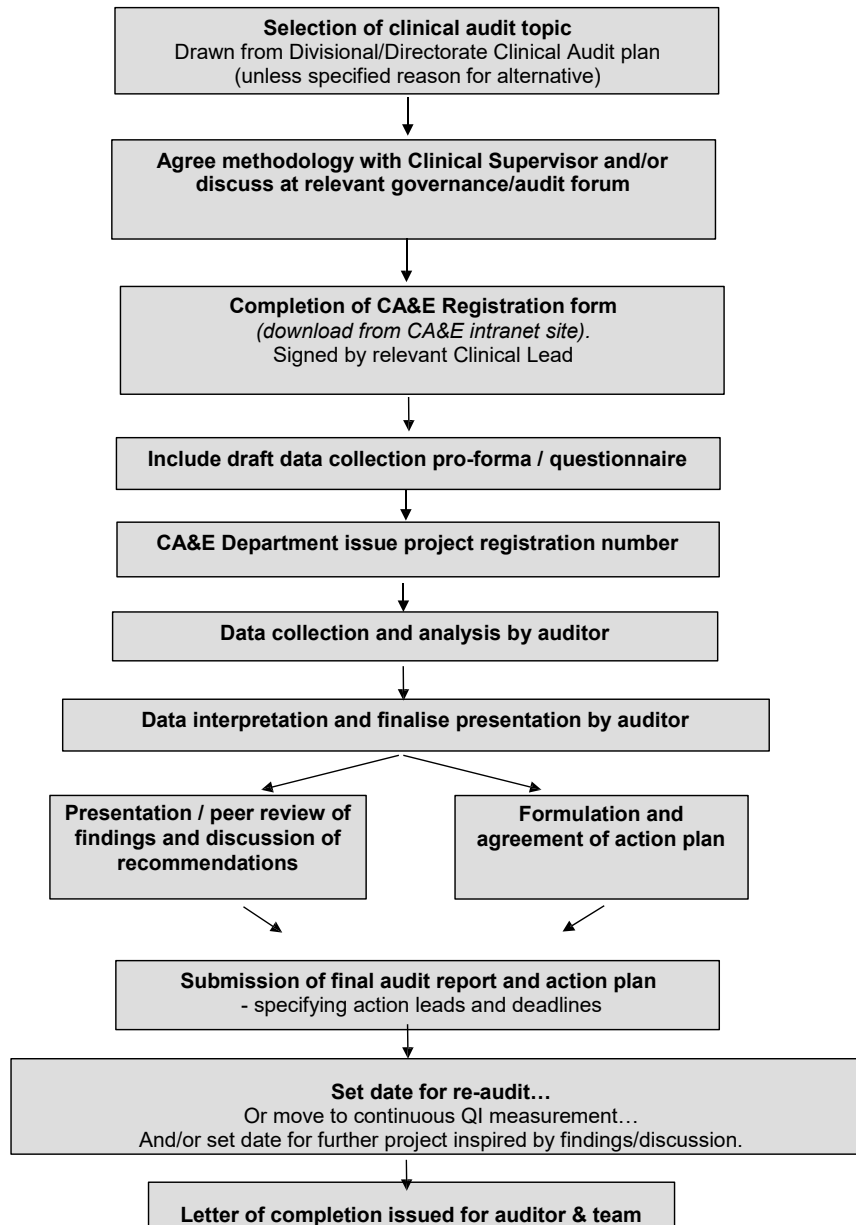 Selection of clinical audit topic
Drawn from Divisional/Directorate Clinical Audit plan
(unless specified reason for alternative)
Agree methodology with Clinical Supervisor and/or
discuss at relevant governance/audit forum
Completion of CA&E Registration form
(download from CA&E intranet site).
Signed by relevant Clinical Lead
Include draft data collection pro-forma / questionnaire
CA&E Department issue project registration number
Data collection and analysis by auditor
Data interpretation and finalise presentation by auditor
Presentation / peer review of
findings and discussion of
recommendations
Formulation and
agreement of action plan
Submission of final audit report and action plan
- specifying action leads and deadlines
Set date for re-audit…
Or move to continuous QI measurement…
And/or set date for further project inspired by findings/discussion.
Letter of completion issued for auditor & team